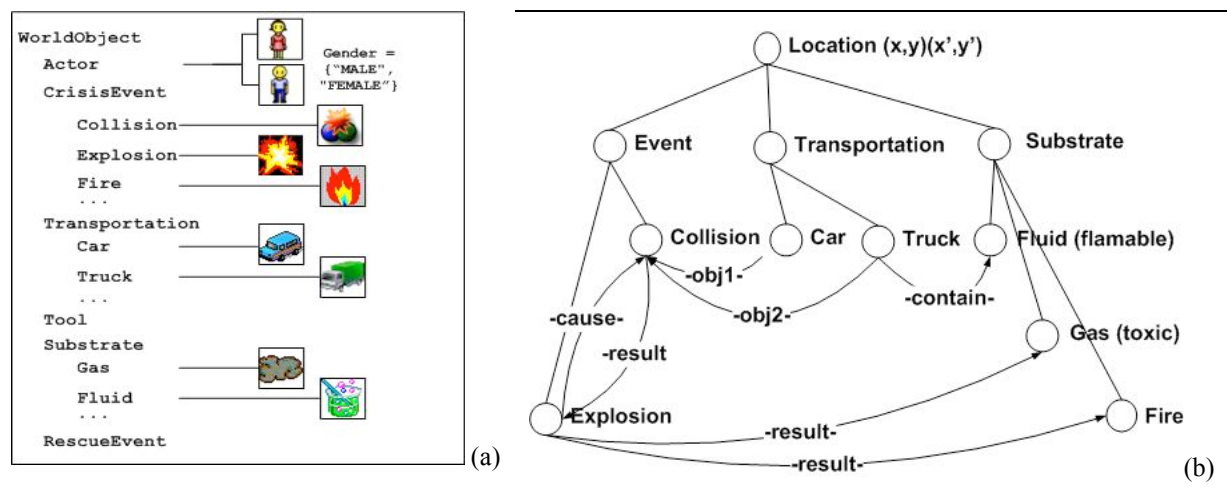 WorldObject
Actor
Gender =
{"MALE",
"FEMALE"}
CrisisEvent
Collision
Explosion
Fire
...
Transportation
Car
Truck
...
Tool
Substrate
Gas
Fluid
...
RescueEvent
(a)
Location (x,y)(x',y')
Event
Transportation
Substrate
Collision
Car
Truck
Fluid (flamable)
-obj1-
-contain-
-cause-
-obj2-
-result
Gas (toxic)
Explosion
Fire
-result-
-result-
(b)